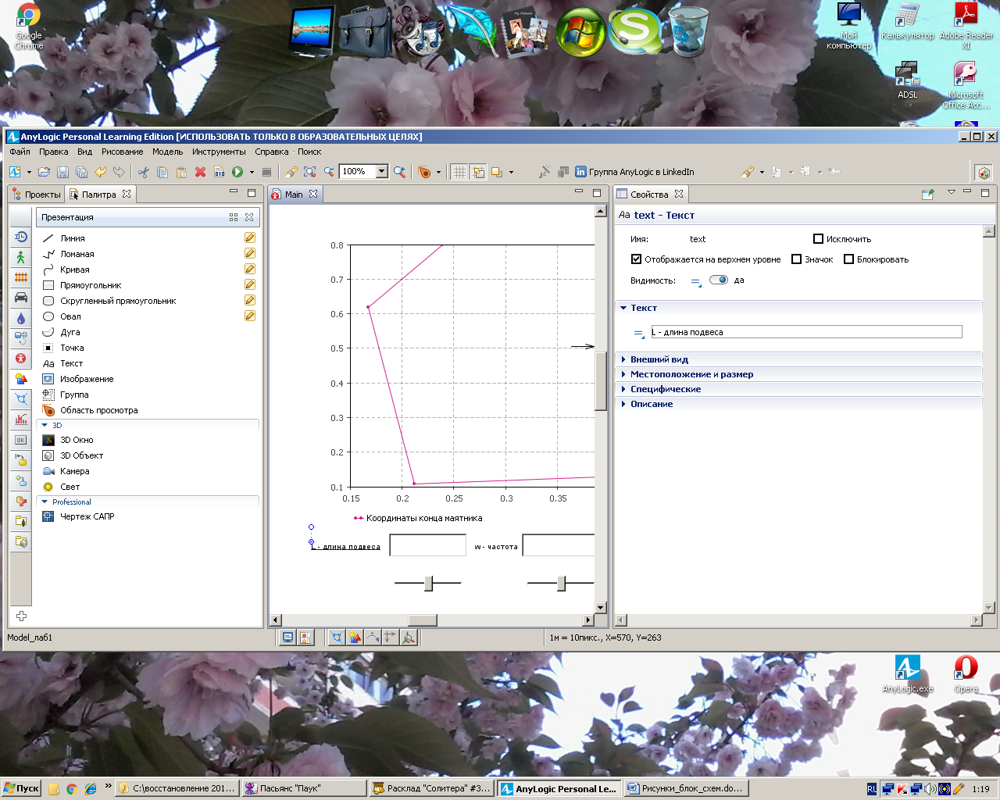 Google
Chrome
My Pictures
Мой
компьютер
Калькулятор
Adobe Reader
XI
ADSL
Microsoft
Office Acc...
AnyLogic Personal Learning Edition [ИСПОЛЬЗОВАТЬ ТОЛЬКО В ОБРАЗОВАТЕЛЬНЫХ ЦЕЛЯХ]
Файл Правка Вид Рисование Модель Инструменты Справка Поиск
100% Группа AnyLogic в LinkedIn
Проекты Палитра
Main
Свойства
Презентация
Линия
Ломаная
Кривая
Прямоугольник
Скругленный прямоугольник
Овал
Дуга
Точка
Aa Текст
Изображение
Группа
Область просмотра
3D
3D Окно
3D Объект
Камера
Свет
Professional
Чертеж САПР
OK
0.8
0.7
0.6
0.5
0.4
0.3
0.2
0.1
0.15 0.2 0.25 0.3 0.35
Координаты конца маятника
L - длина подвеса w - частота
Aa text - Текст
Имя: text Исключить
Отображается на верхнем уровне Значок Блокировать
Видимость: да
Текст
L - длина подвеса
Внешний вид
Местоположение и размер
Специфические
Описание
Model_лаб1
1м = 10пикс., X=570, Y=263
AnyLogic.exe
Opera
Пуск
C:\восстановление 201...
Пасьянс "Паук"
Расклад "Солитера" #3...
AnyLogic Personal Le...
Рисунки_блок_схем.do...
RU
1:19